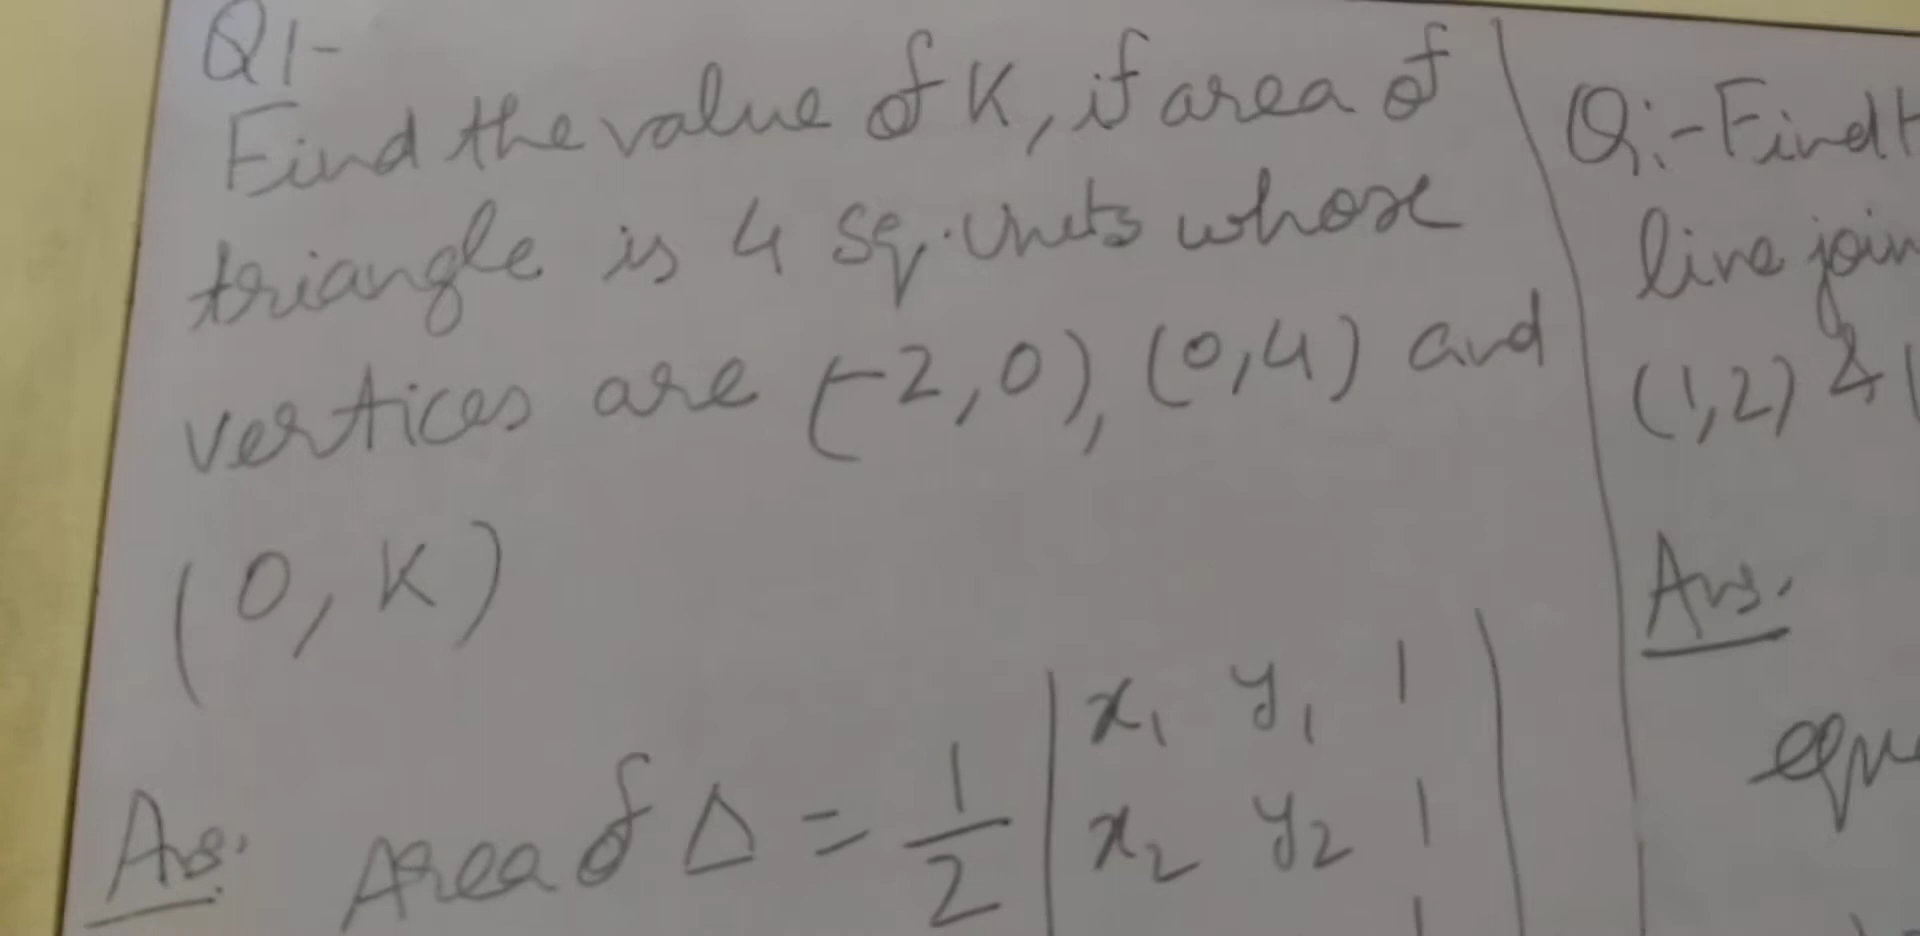 Q1-
Find the value of K, if area of
triangle is 4 sq. Units whose
vertices are (-2,0), (0,4) and
(0, K)
Ans. Area of Δ = 1/2 | x₁ y₁ 1 |
x₂ y₂ 1
1
Q:- Find
line join
(1,2) & (
Ans.
equ